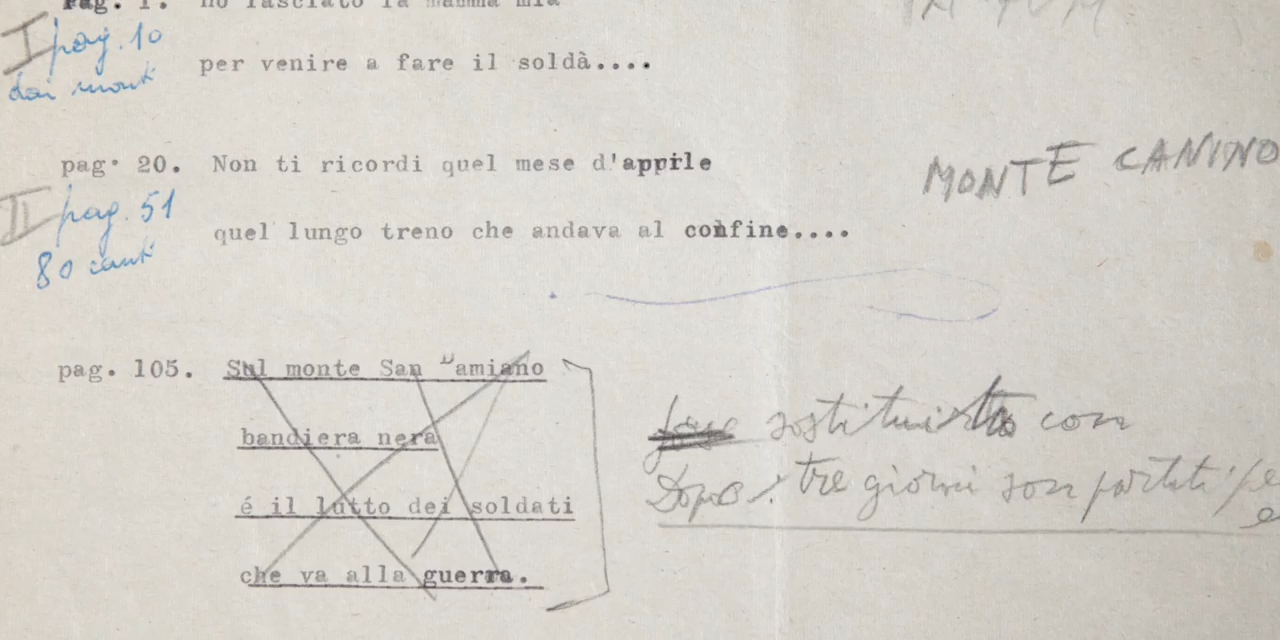 pag. 1. Ho lasciato la mamma mia
I pag. 10
per venire a fare il soldà....
dai monti
pag. 20. Non ti ricordi quel mese d'apprile
MONTE CANINO
II pag. 51
quel lungo treno che andava al confine....
80 canti
pag. 105. Sul monte San Damiano
bandiera nera
sostituirlo con
Dopo tre giorni son partiti
é il lutto dei soldati
che va alla guerra.